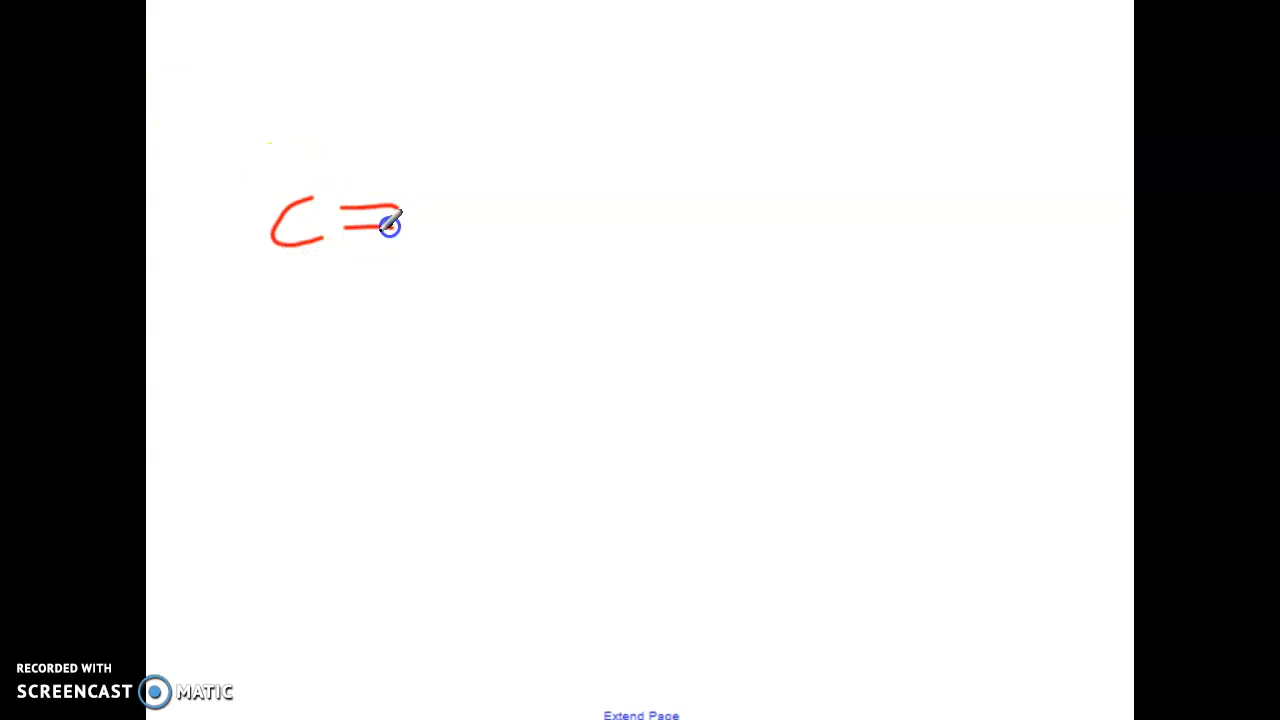 C =
RECORDED WITH
SCREENCAST MATIC
Extend Page